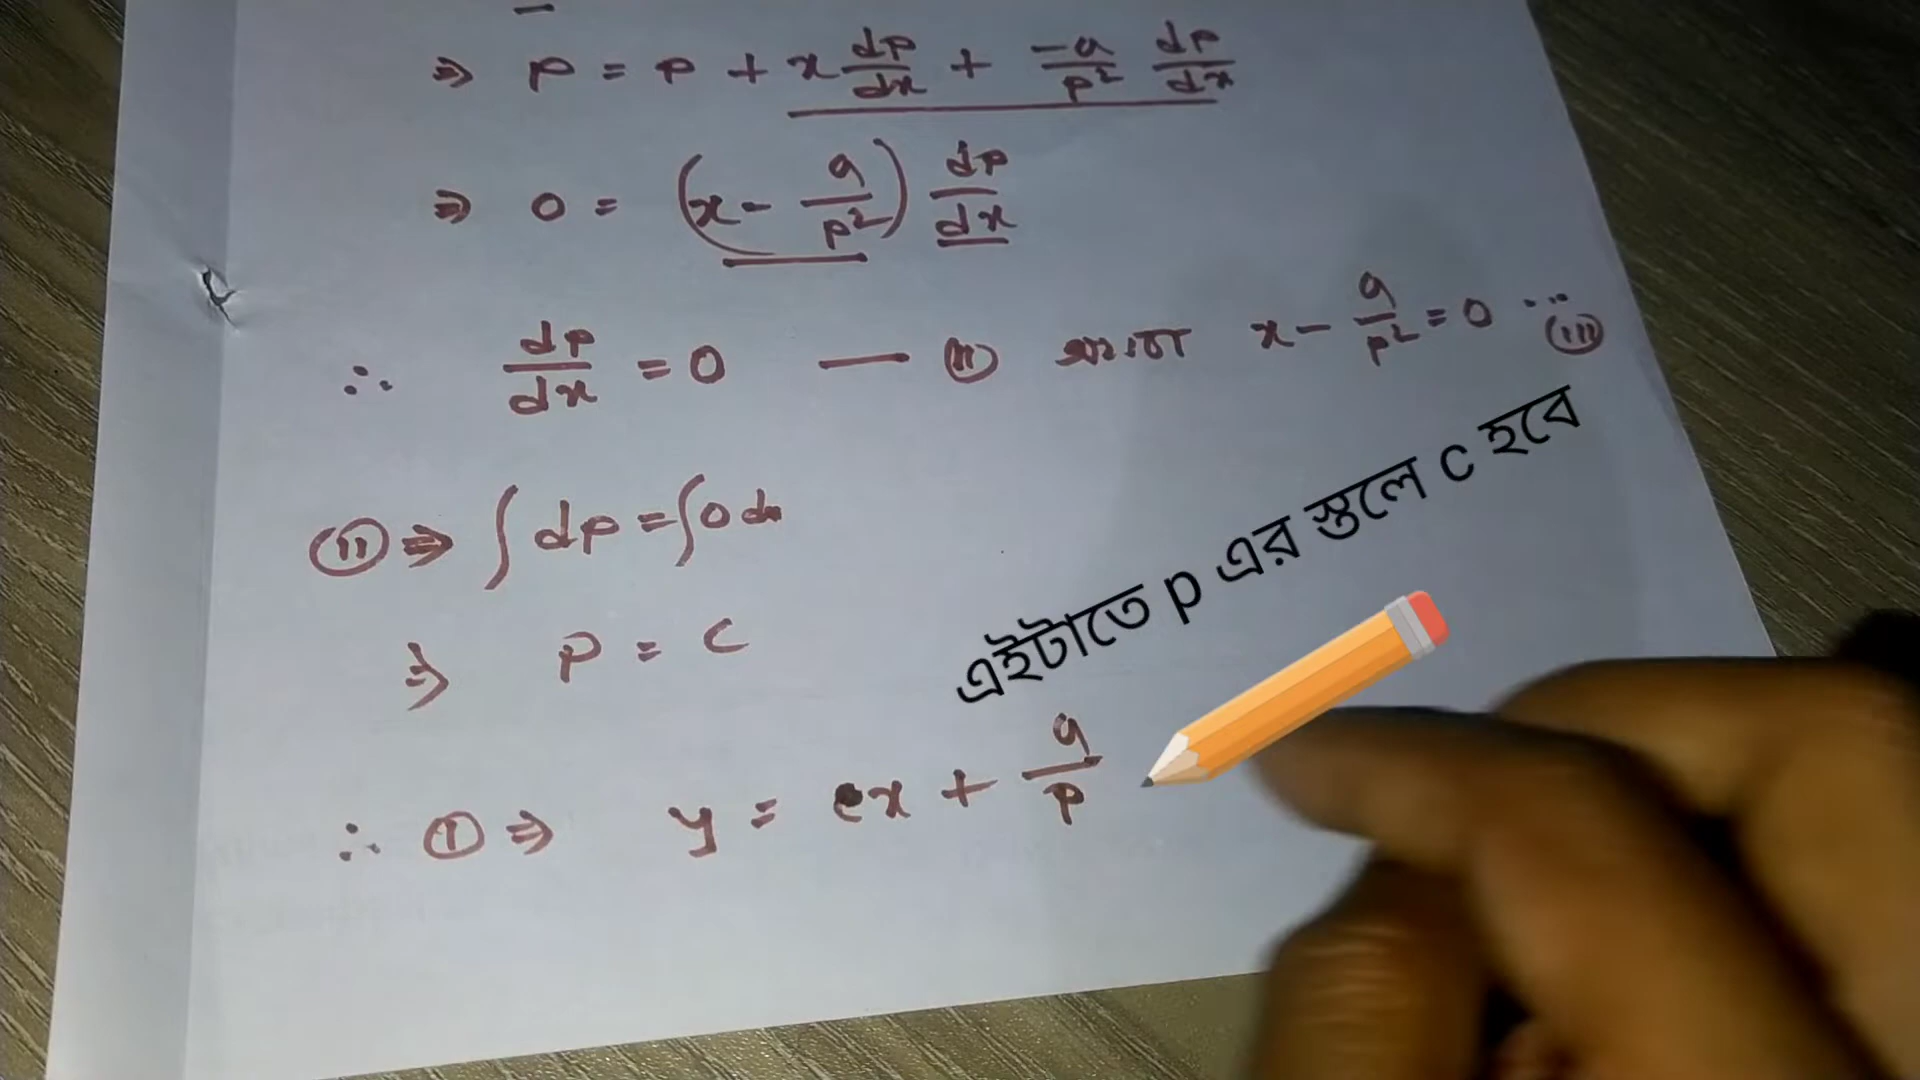 ⇒ p = p + x dp/dx + -a/p² dp/dx
⇒ 0 = (x - a/p²) dp/dx
∴ dp/dx = 0 — (ii) অথবা x - a/p² = 0 ... (iii)
(ii) ⇒ ∫ dp = ∫ 0 dx
⇒ p = c
এইটাতে p এর স্তুলে c হবে
∴ (i) ⇒ y = cx + a/p